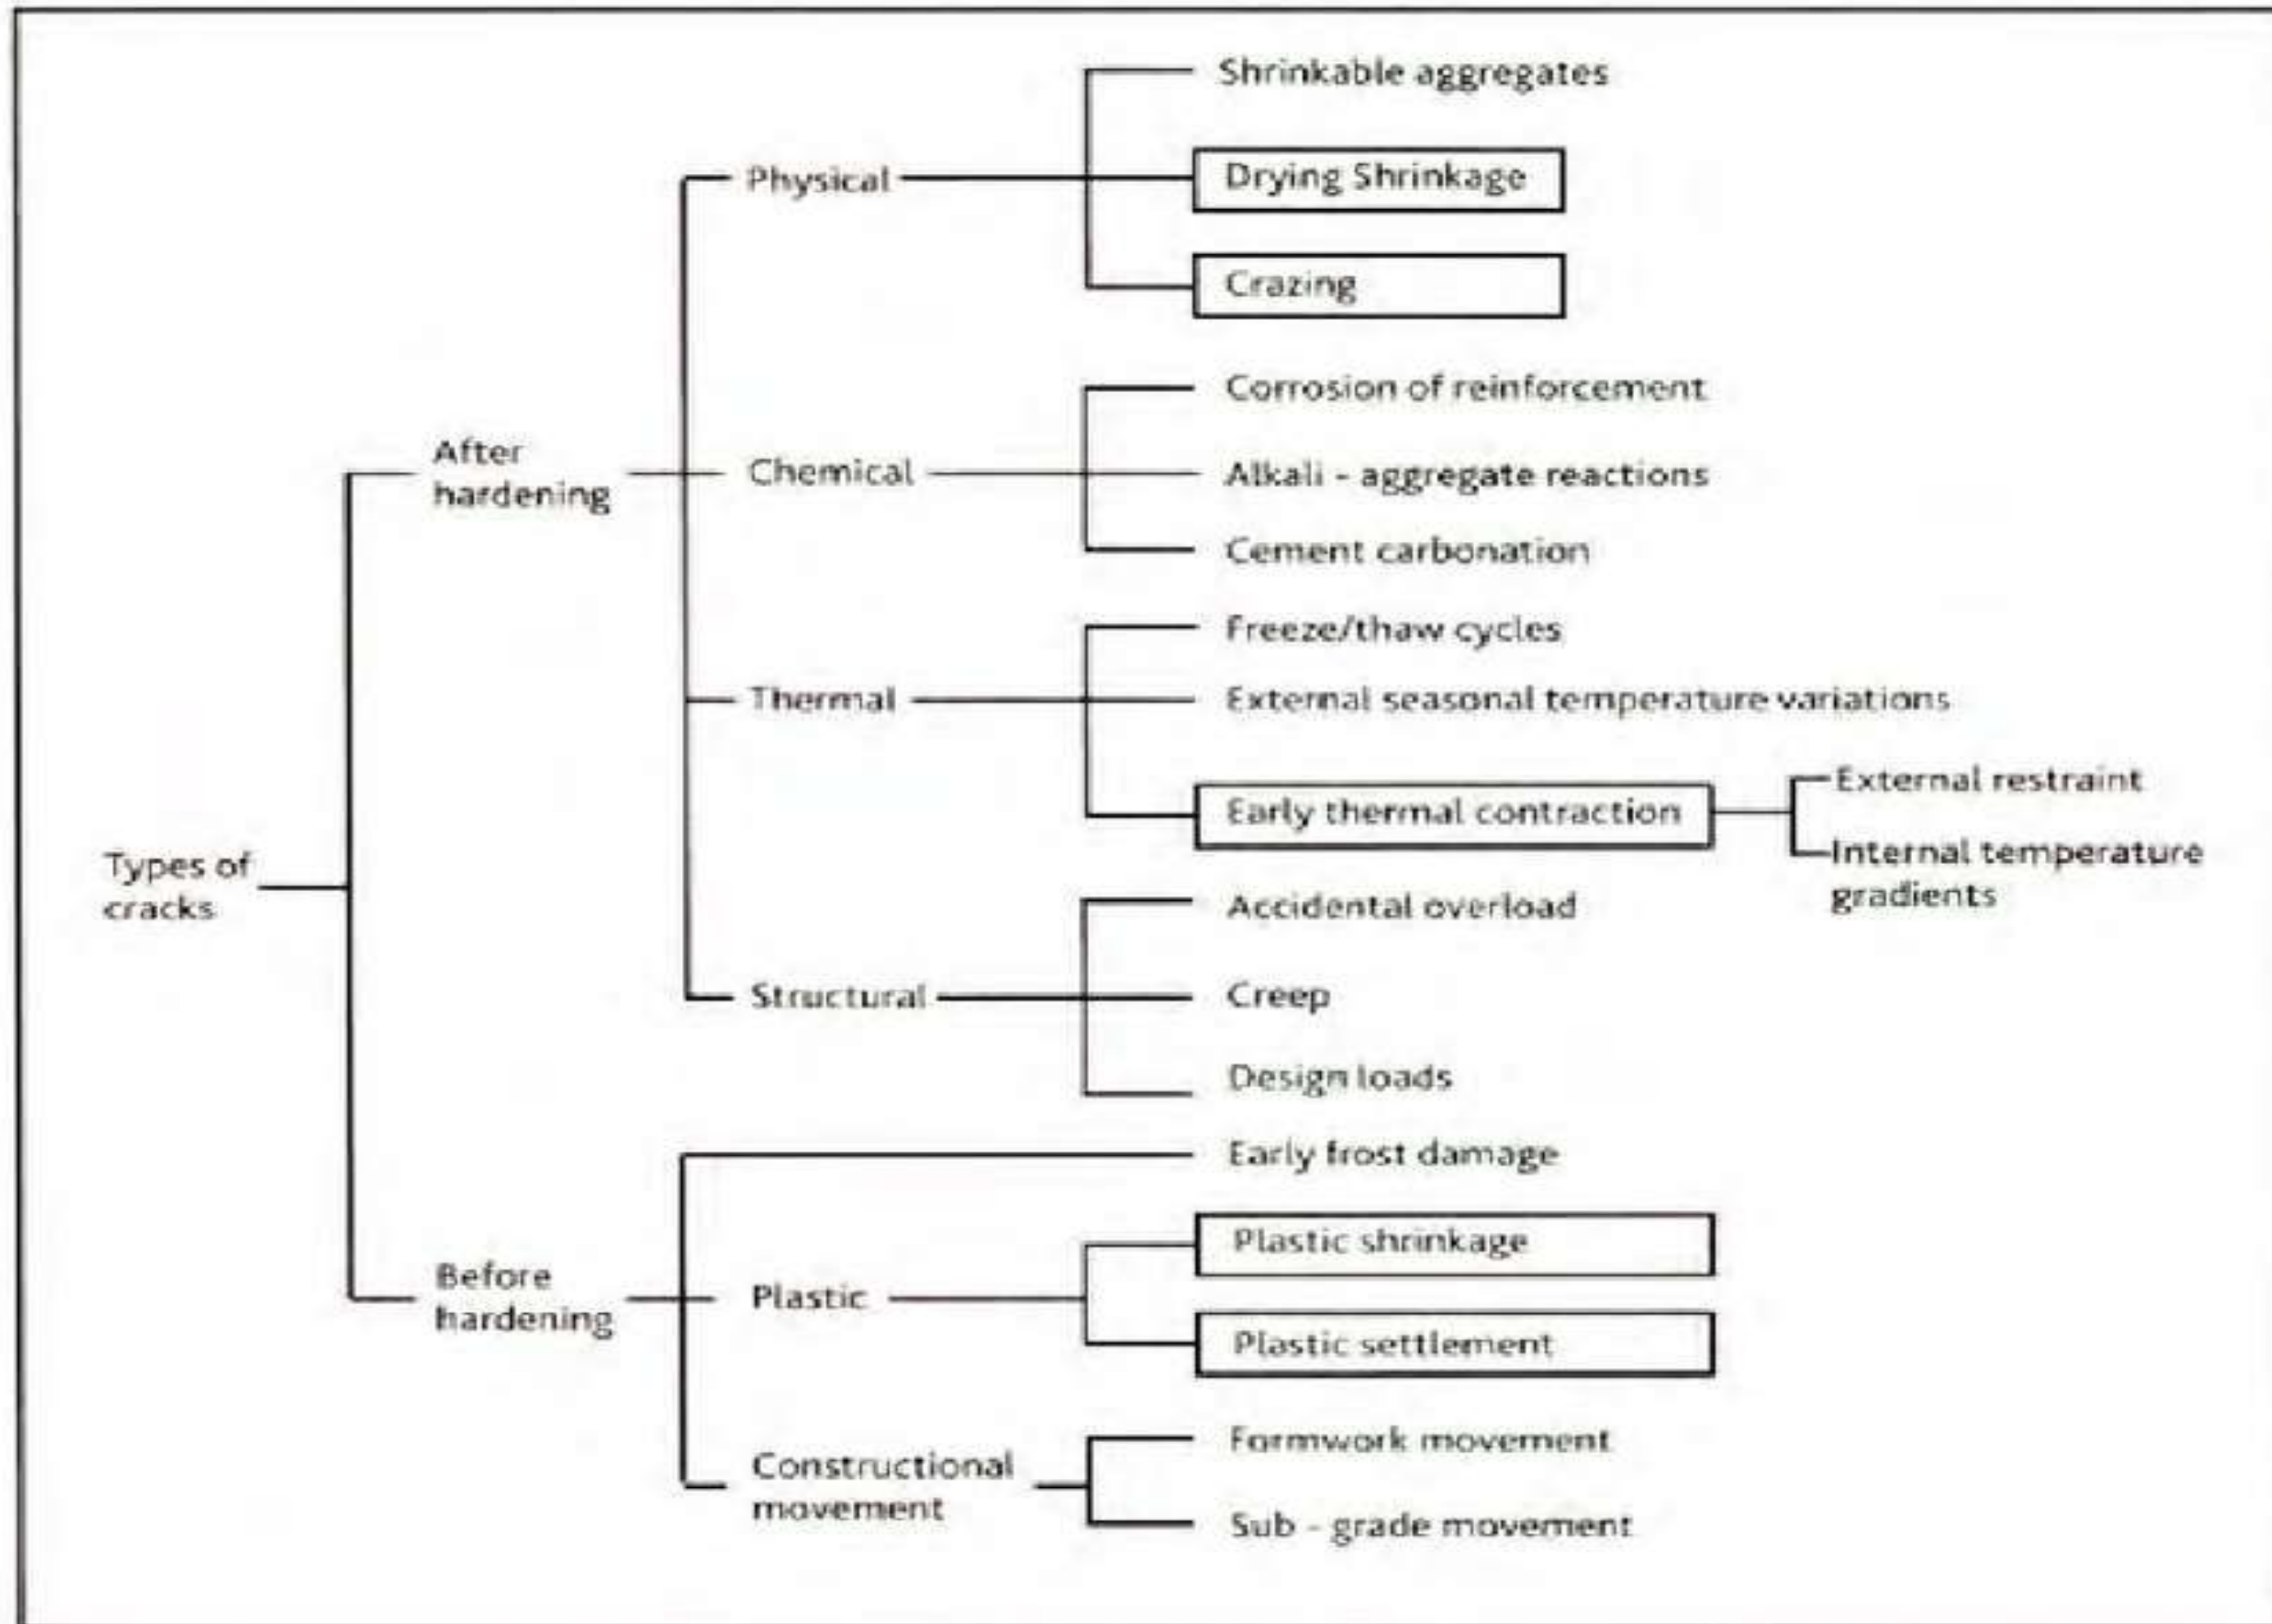 Types of
cracks
After
hardening
Physical
Shrinkable aggregates
Drying Shrinkage
Crazing
Chemical
Corrosion of reinforcement
Alkali - aggregate reactions
Cement carbonation
Thermal
Freeze/thaw cycles
External seasonal temperature variations
Early thermal contraction
External restraint
Internal temperature
gradients
Structural
Accidental overload
Creep
Design loads
Before
hardening
Early frost damage
Plastic
Plastic shrinkage
Plastic settlement
Constructional
movement
Formwork movement
Sub - grade movement